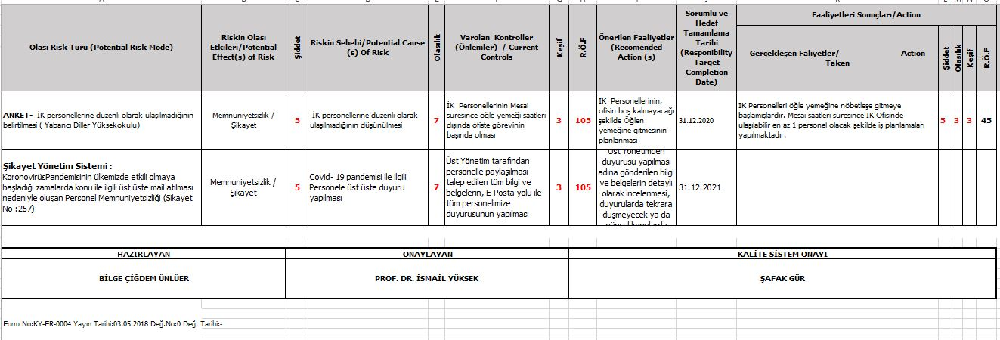 Faaliyetleri Sonuçları/Action
Olası Risk Türü (Potential Risk Mode)
Riskin Olası
Etkileri/Potential
Effect(s) of Risk
Şiddet
Riskin Sebebi/Potential Cause
(s) Of Risk
Olasılık
Varolan Kontroller
(Önlemler) / Current
Controls
Keşif
R.Ö.F
Önerilen Faaliyetler
(Recomended
Action (s)
Sorumlu ve
Hedef
Tamamlama
Tarihi
(Responibility
Target
Completion
Date)
Gerçekleşen Faliyetler/ Action
Taken
Şiddet
Olasılık
Keşif
R.Ö.F
ANKET- İK personellerine düzenli olarak ulaşılmadığının
belirtilmesi ( Yabancı Diller Yüksekokulu)
Memnuniyetsizlik /
Şikayet
5
İK personellerine düzenli olarak
ulaşılmadığının düşünülmesi
7
İK Personellerinin Mesai
süresince öğle yemeği saatleri
dışında ofiste görevinin
başında olması
3
105
İK Personellerinin,
ofisin boş kalmayacağı
şekilde Öğlen
yemeğine gitmesinin
planlanması
31.12.2020
IK Personelleri öğle yemeğine nöbetleşe gitmeye
başlamışlardır. Mesai saatleri süresince IK Ofisinde
ulaşılabilir en az 1 personel olacak şekilde iş planlamaları
yapılmaktadır.
5
3
3
45
Şikayet Yönetim Sistemi :
KoronovirüsPandemisinin ülkemizde etkili olmaya
başladığı zamalarda konu ile ilgili üst üste mail atılması
nedeniyle oluşan Personel Memnuniyetsizliği (Şikayet
No :257)
Memnuniyetsizlik /
Şikayet
5
Covid- 19 pandemisi ile ilgili
Personele üst üste duyuru
yapılması
7
Üst Yönetim tarafından
personelle paylaşılması
talep edilen tüm bilgi ve
belgelerin, E-Posta yolu ile
tüm personelimize
duyurusunun yapılması
3
105
Üst Yönetimden
duyurusu yapılması
adına gönderilen bilgi
ve belgelerin detaylı
olarak incelenmesi,
duyurularda tekrara
düşmeyecek ya da
güncel konularda
31.12.2021
HAZIRLAYAN
ONAYLAYAN
KALİTE SİSTEM ONAYI
BİLGE ÇİĞDEM ÜNLÜER
PROF. DR. İSMAİL YÜKSEK
ŞAFAK GÜR
Form No:KY-FR-0004 Yayın Tarihi:03.05.2018 Değ.No:0 Değ. Tarihi:-